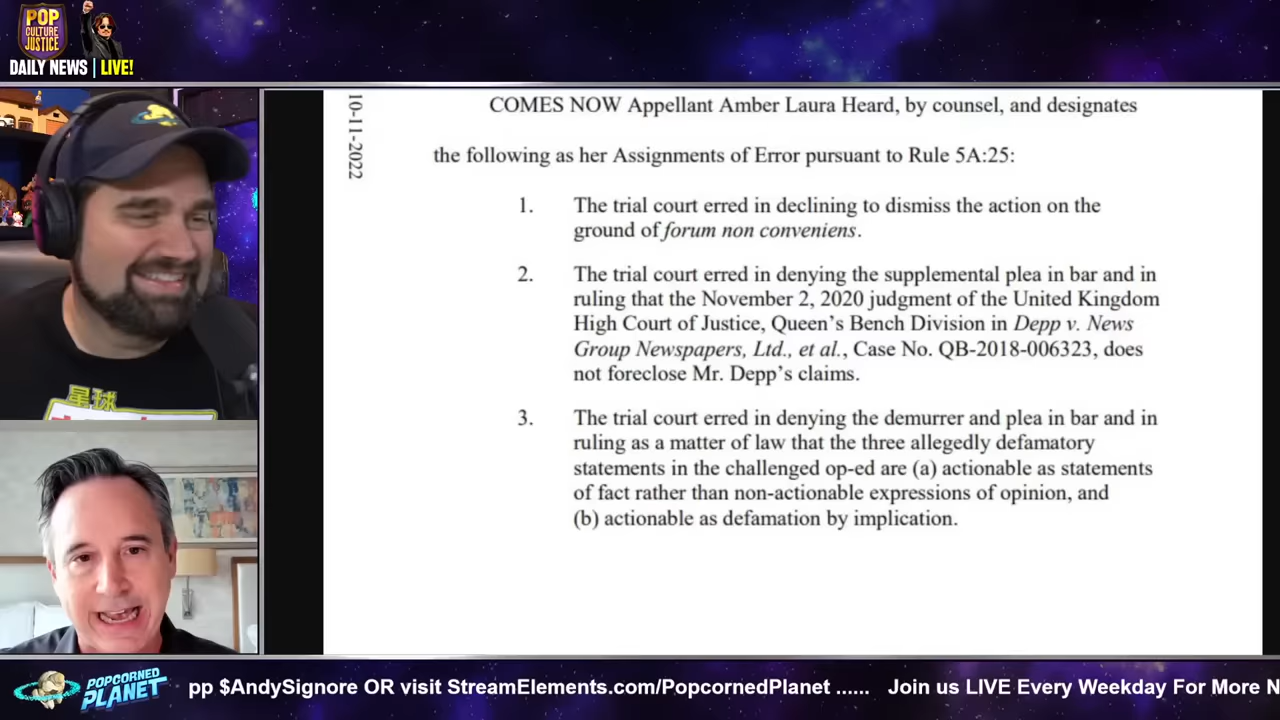 POP
CULTURE
JUSTICE
DAILY NEWS | LIVE!
10-11-2022
COMES NOW Appellant Amber Laura Heard, by counsel, and designates
the following as her Assignments of Error pursuant to Rule 5A:25:
1. The trial court erred in declining to dismiss the action on the
ground of forum non conveniens.
2. The trial court erred in denying the supplemental plea in bar and in
ruling that the November 2, 2020 judgment of the United Kingdom
High Court of Justice, Queen’s Bench Division in Depp v. News
Group Newspapers, Ltd., et al., Case No. QB-2018-006323, does
not foreclose Mr. Depp’s claims.
3. The trial court erred in denying the demurrer and plea in bar and in
ruling as a matter of law that the three allegedly defamatory
statements in the challenged op-ed are (a) actionable as statements
of fact rather than non-actionable expressions of opinion, and
(b) actionable as defamation by implication.
星球
POPCORNED
PLANET
pp $AndySignore OR visit StreamElements.com/PopcornedPlanet ...... Join us LIVE Every Weekday For More N